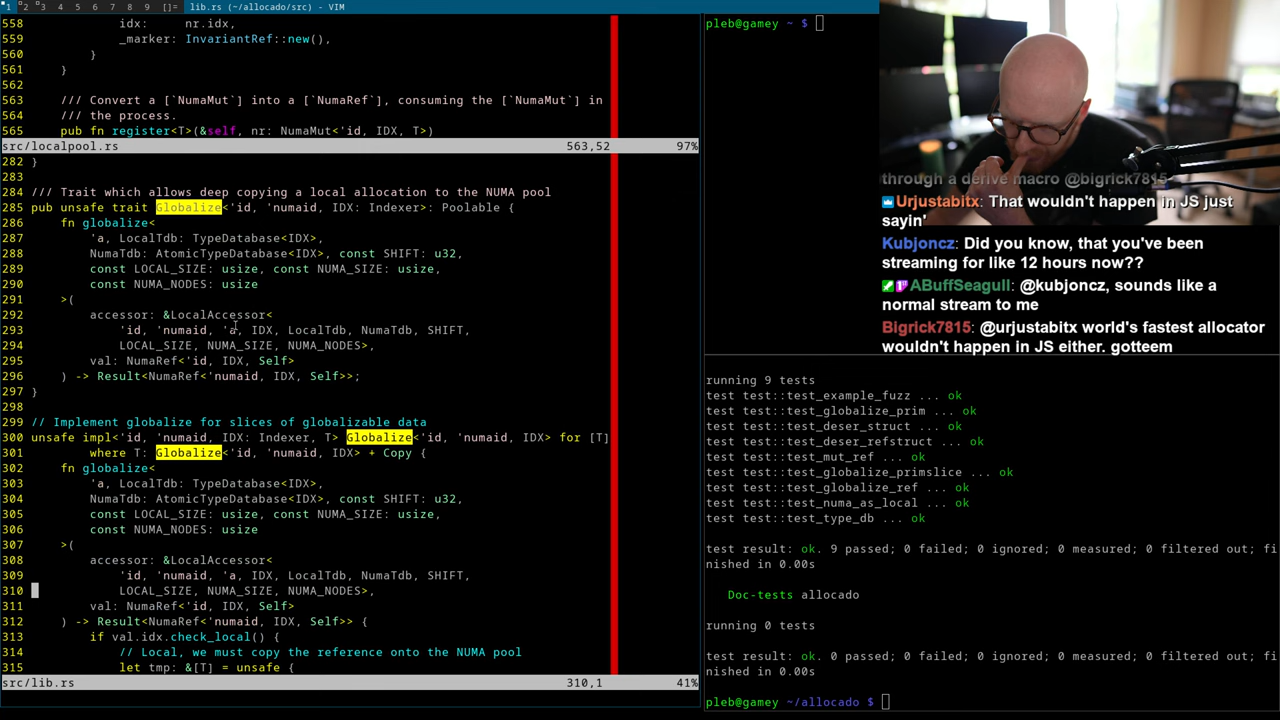 1 2 3 4 5 6 7 8 9 []= lib.rs (~/allocado/src) - VIM
558 idx: nr.idx,
559 _marker: InvariantRef::new(),
560 }
561 }
562
563 /// Convert a [`NumaMut`] into a [`NumaRef`], consuming the [`NumaMut`] in
564 /// the process.
565 pub fn register<T>(&self, nr: NumaMut<'id, IDX, T>)
src/localpool.rs 563,52 97%
282 }
283
284 /// Trait which allows deep copying a local allocation to the NUMA pool
285 pub unsafe trait Globalize<'id, 'numaid, IDX: Indexer>: Poolable {
286 fn globalize<
287 'a, LocalTdb: TypeDatabase<IDX>,
288 NumaTdb: AtomicTypeDatabase<IDX>, const SHIFT: u32,
289 const LOCAL_SIZE: usize, const NUMA_SIZE: usize,
290 const NUMA_NODES: usize
291 >(
292 accessor: &LocalAccessor<
293 'id, 'numaid, 'a, IDX, LocalTdb, NumaTdb, SHIFT,
294 LOCAL_SIZE, NUMA_SIZE, NUMA_NODES>,
295 val: NumaRef<'id, IDX, Self>
296 ) -> Result<NumaRef<'numaid, IDX, Self>>;
297 }
298
299 // Implement globalize for slices of globalizable data
300 unsafe impl<'id, 'numaid, IDX: Indexer, T> Globalize<'id, 'numaid, IDX> for [T]
301 where T: Globalize<'id, 'numaid, IDX> + Copy {
302 fn globalize<
303 'a, LocalTdb: TypeDatabase<IDX>,
304 NumaTdb: AtomicTypeDatabase<IDX>, const SHIFT: u32,
305 const LOCAL_SIZE: usize, const NUMA_SIZE: usize,
306 const NUMA_NODES: usize
307 >(
308 accessor: &LocalAccessor<
309 'id, 'numaid, 'a, IDX, LocalTdb, NumaTdb, SHIFT,
310 LOCAL_SIZE, NUMA_SIZE, NUMA_NODES>,
311 val: NumaRef<'id, IDX, Self>
312 ) -> Result<NumaRef<'numaid, IDX, Self>> {
313 if val.idx.check_local() {
314 // Local, we must copy the reference onto the NUMA pool
315 let tmp: &[T] = unsafe {
src/lib.rs 310,1 41%
pleb@gamey ~ $
through a derive macro @bigrick7815
Urjustabitx: That wouldn't happen in JS just
sayin'
Kubjoncz: Did you know, that you've been
streaming for like 12 hours now??
ABuffSeagull: @kubjoncz, sounds like a
normal stream to me
Bigrick7815: @urjustabitx world's fastest allocator
wouldn't happen in JS either. gotteem
running 9 tests
test test::test_example_fuzz ... ok
test test::test_globalize_prim ... ok
test test::test_deser_struct ... ok
test test::test_deser_refstruct ... ok
test test::test_mut_ref ... ok
test test::test_globalize_primslice ... ok
test test::test_globalize_ref ... ok
test test::test_numa_as_local ... ok
test test::test_type_db ... ok
test result: ok. 9 passed; 0 failed; 0 ignored; 0 measured; 0 filtered out; fi
nished in 0.00s
Doc-tests allocado
running 0 tests
test result: ok. 0 passed; 0 failed; 0 ignored; 0 measured; 0 filtered out; fi
nished in 0.00s
pleb@gamey ~/allocado $